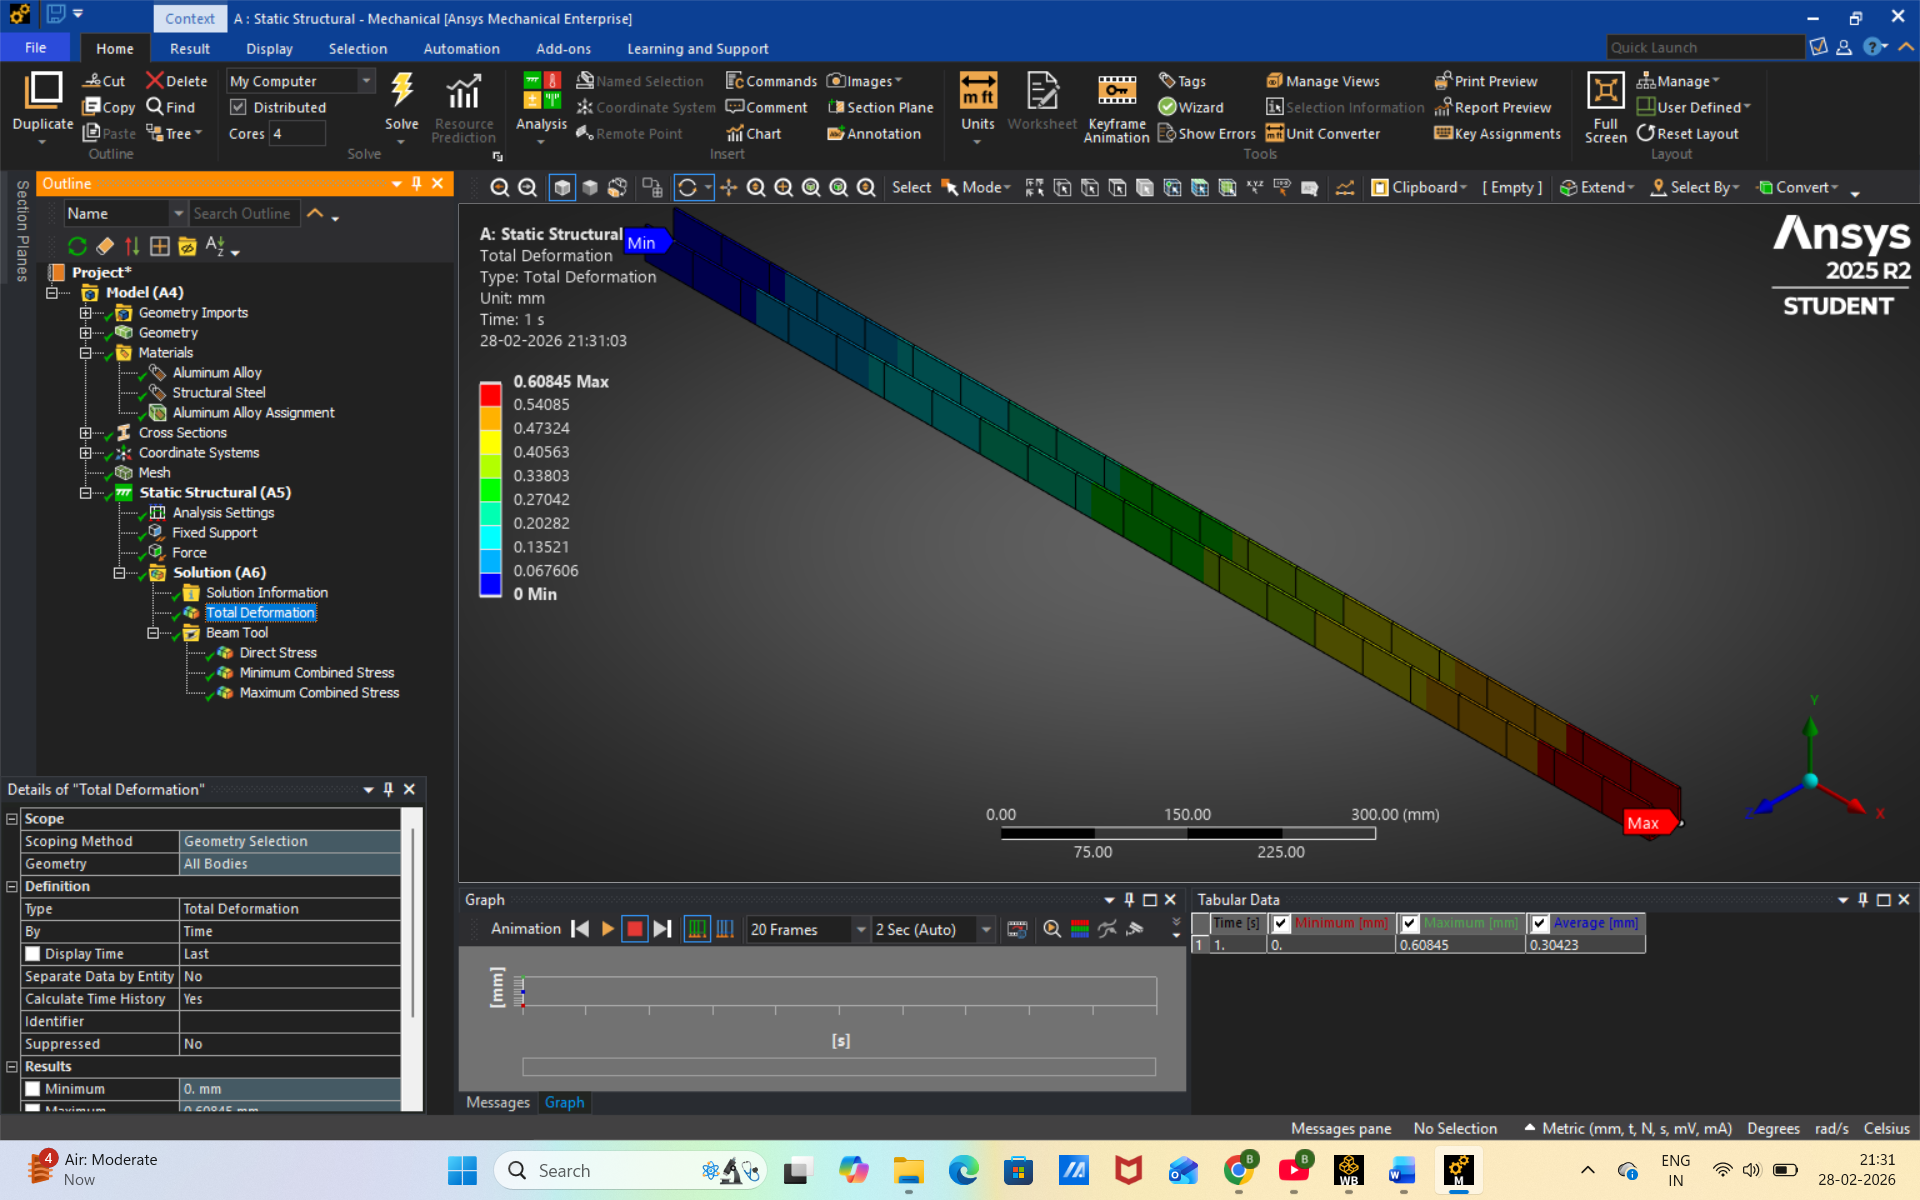 Context
A : Static Structural - Mechanical [Ansys Mechanical Enterprise]
File
Home
Result
Display
Selection
Automation
Add-ons
Learning and Support
Quick Launch
Duplicate
Cut
Copy
Paste
Delete
Find
Tree
Outline
My Computer
Distributed
Cores 4
Solve
Resource Prediction
Solve
Analysis
Named Selection
Coordinate System
Remote Point
Commands
Comment
Chart
Images
Section Plane
Annotation
Insert
Units
Worksheet
Keyframe Animation
Tags
Wizard
Show Errors
Manage Views
Selection Information
Unit Converter
Print Preview
Report Preview
Key Assignments
Tools
Full Screen
Manage
User Defined
Reset Layout
Layout
Section Planes
Outline
Name
Search Outline
Select
Mode
Clipboard
[ Empty ]
Extend
Select By
Convert
Project*
Model (A4)
Geometry Imports
Geometry
Materials
Aluminum Alloy
Structural Steel
Aluminum Alloy Assignment
Cross Sections
Coordinate Systems
Mesh
Static Structural (A5)
Analysis Settings
Fixed Support
Force
Solution (A6)
Solution Information
Total Deformation
Beam Tool
Direct Stress
Minimum Combined Stress
Maximum Combined Stress
A: Static Structural
Total Deformation
Type: Total Deformation
Unit: mm
Time: 1 s
28-02-2026 21:31:03
0.60845 Max
0.54085
0.47324
0.40563
0.33803
0.27042
0.20282
0.13521
0.067606
0 Min
Min
Max
Ansys
2025 R2
STUDENT
0.00 150.00 300.00 (mm)
75.00 225.00
Y
Z
X
Details of "Total Deformation"
Scope
Scoping Method Geometry Selection
Geometry All Bodies
Definition
Type Total Deformation
By Time
Display Time Last
Separate Data by Entity No
Calculate Time History Yes
Identifier
Suppressed No
Results
Minimum 0. mm
Maximum 0.60845 mm
Graph
Animation 20 Frames 2 Sec (Auto)
[mm]
[s]
Messages Graph
Tabular Data
Time [s] Minimum [mm] Maximum [mm] Average [mm]
1 1. 0. 0.60845 0.30423
Messages pane No Selection Metric (mm, t, N, s, mV, mA) Degrees rad/s Celsius
4
Air: Moderate
Now
Search
B
B
WB
W
M
ENG
IN
21:31
28-02-2026